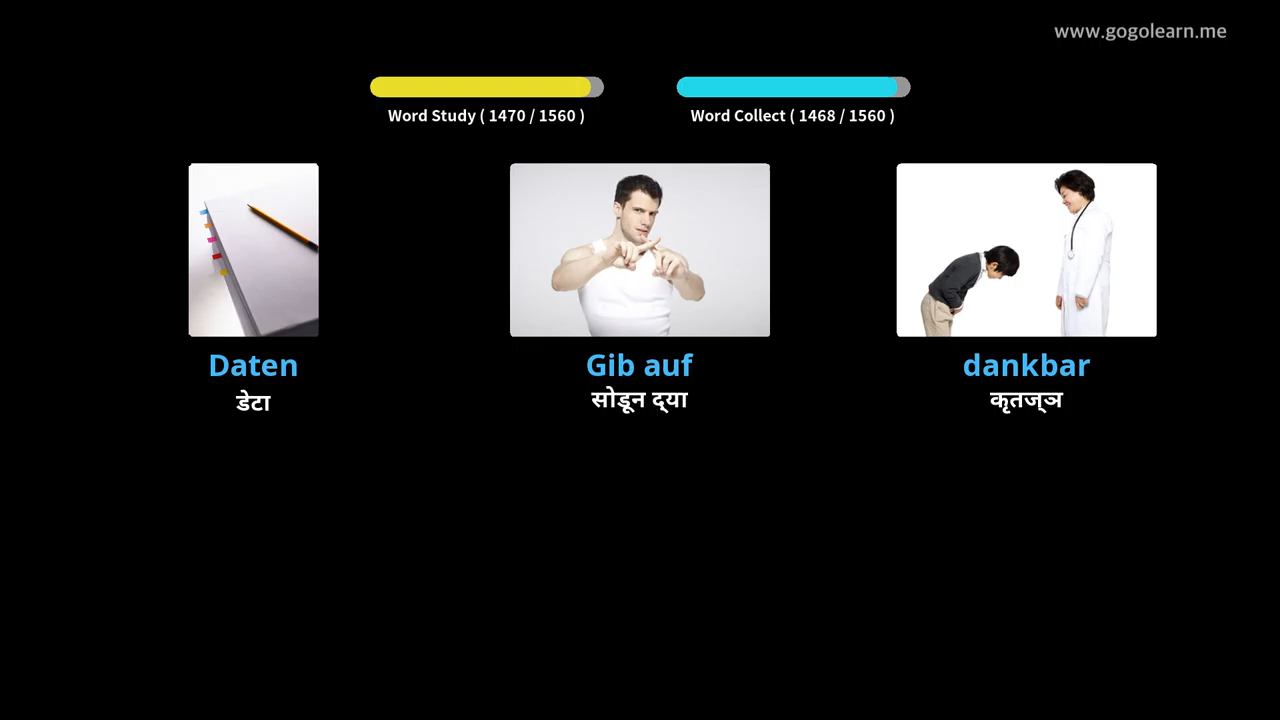 www.gogolearn.me
Word Study ( 1470 / 1560 )
Word Collect ( 1468 / 1560 )
Daten
डेटा
Gib auf
सोडून द्‌या
dankbar
कृतज्ञ